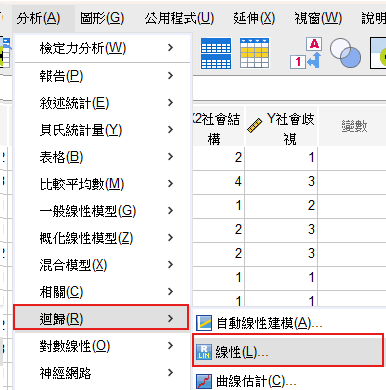 分析(A) 圖形(G) 公用程式(U) 延伸(X) 視窗(W) 說明
檢定力分析(W)
報告(P)
敘述統計(E)
貝氏統計量(Y)
表格(B)
比較平均數(M)
一般線性模型(G)
概化線性模型(Z)
混合模型(X)
相關(C)
迴歸(R)
對數線性(O)
神經網路
A
1
X2社會結構 Y社會歧視 變數
2 1
4 3
1 2
2 3
2 3
1 1
1 1
自動線性建模(A)...
線性(L)...
曲線估計(C)...
R
LIN